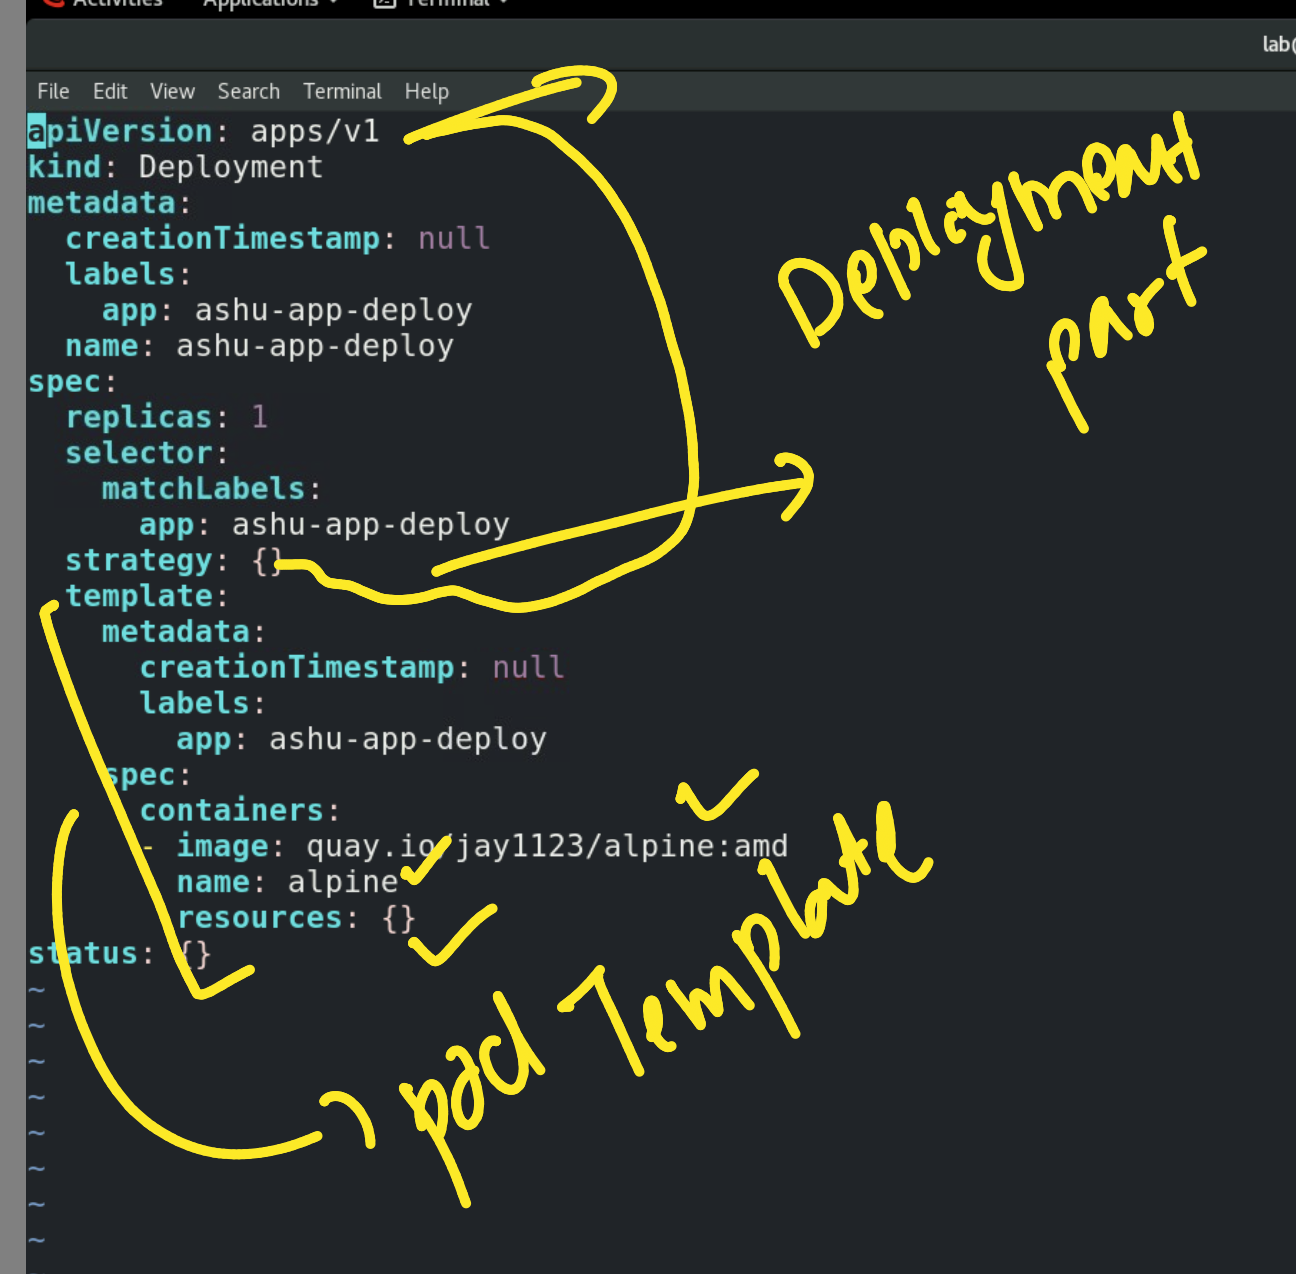 Activities Applications Terminal
lab@
File Edit View Search Terminal Help
apiVersion: apps/v1
kind: Deployment
metadata:
  creationTimestamp: null
  labels:
    app: ashu-app-deploy
  name: ashu-app-deploy
spec:
  replicas: 1
  selector:
    matchLabels:
      app: ashu-app-deploy
  strategy: {}
  template:
    metadata:
      creationTimestamp: null
      labels:
        app: ashu-app-deploy
    spec:
      containers:
      - image: quay.io/jay1123/alpine:amd
        name: alpine
        resources: {}
status: {}
~
~
~
~
~
~
~
~
Deployment
part
pod Template